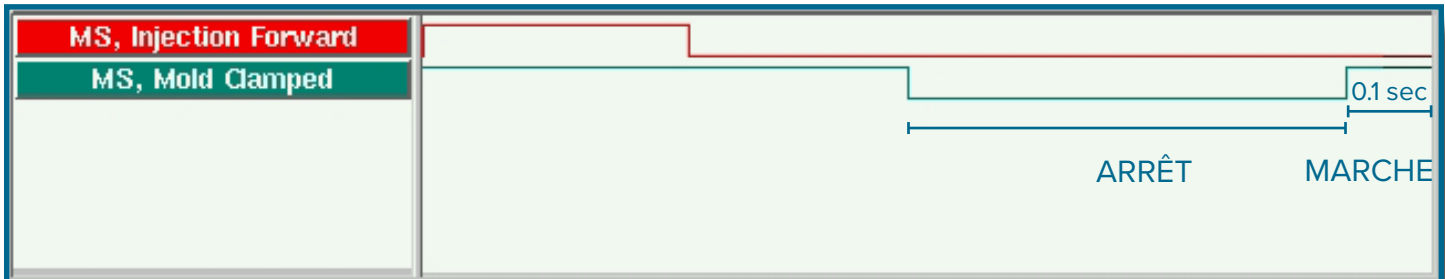 MS, Injection Forward
MS, Mold Clamped
0.1 sec
ARRÊT
MARCHE